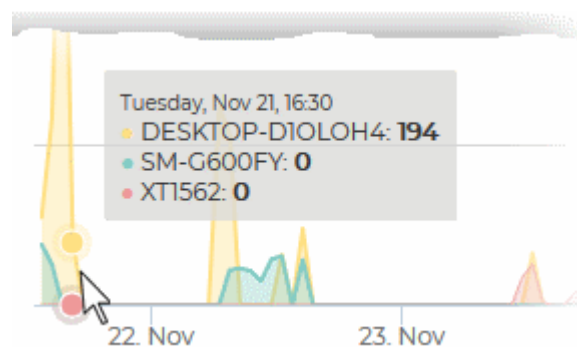 Tuesday, Nov 21, 16:30
DESKTOP-D1OLOH4: 194
SM-G600FY: 0
XT1562: 0
22. Nov 23. Nov